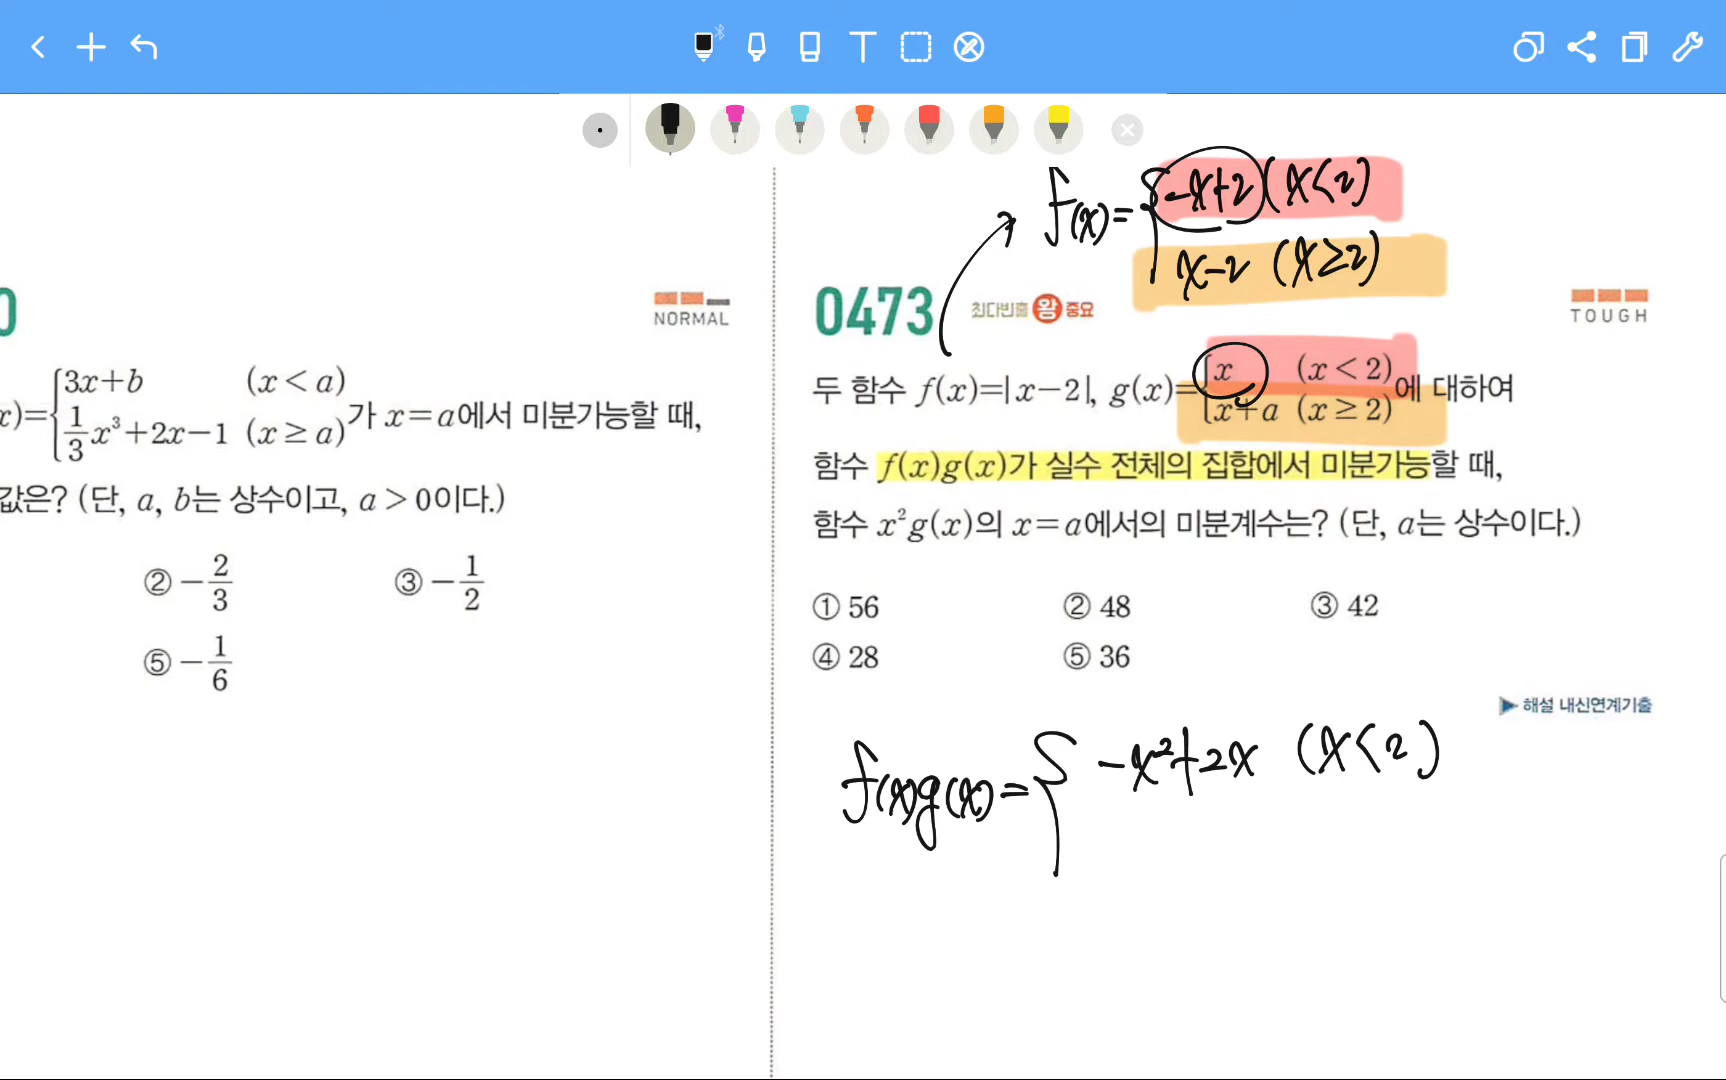 f(x)= { -x+2 (x<2)
x-2 (x≥2)
NORMAL
x)= { 3x+b (x<a)
1/3 x³+2x-1 (x≥a) 가 x=a에서 미분가능할 때,
값은? (단, a, b는 상수이고, a>0이다.)
② -2/3 ③ -1/2
⑤ -1/6
0473 최다빈출 왕 중요
TOUGH
두 함수 f(x)=|x-2|, g(x)= { x (x<2)
x+a (x≥2) 에 대하여
함수 f(x)g(x)가 실수 전체의 집합에서 미분가능할 때,
함수 x²g(x)의 x=a에서의 미분계수는? (단, a는 상수이다.)
① 56 ② 48 ③ 42
④ 28 ⑤ 36
▶ 해설 내신연계기출
f(x)g(x)= { -x²+2x (x<2)